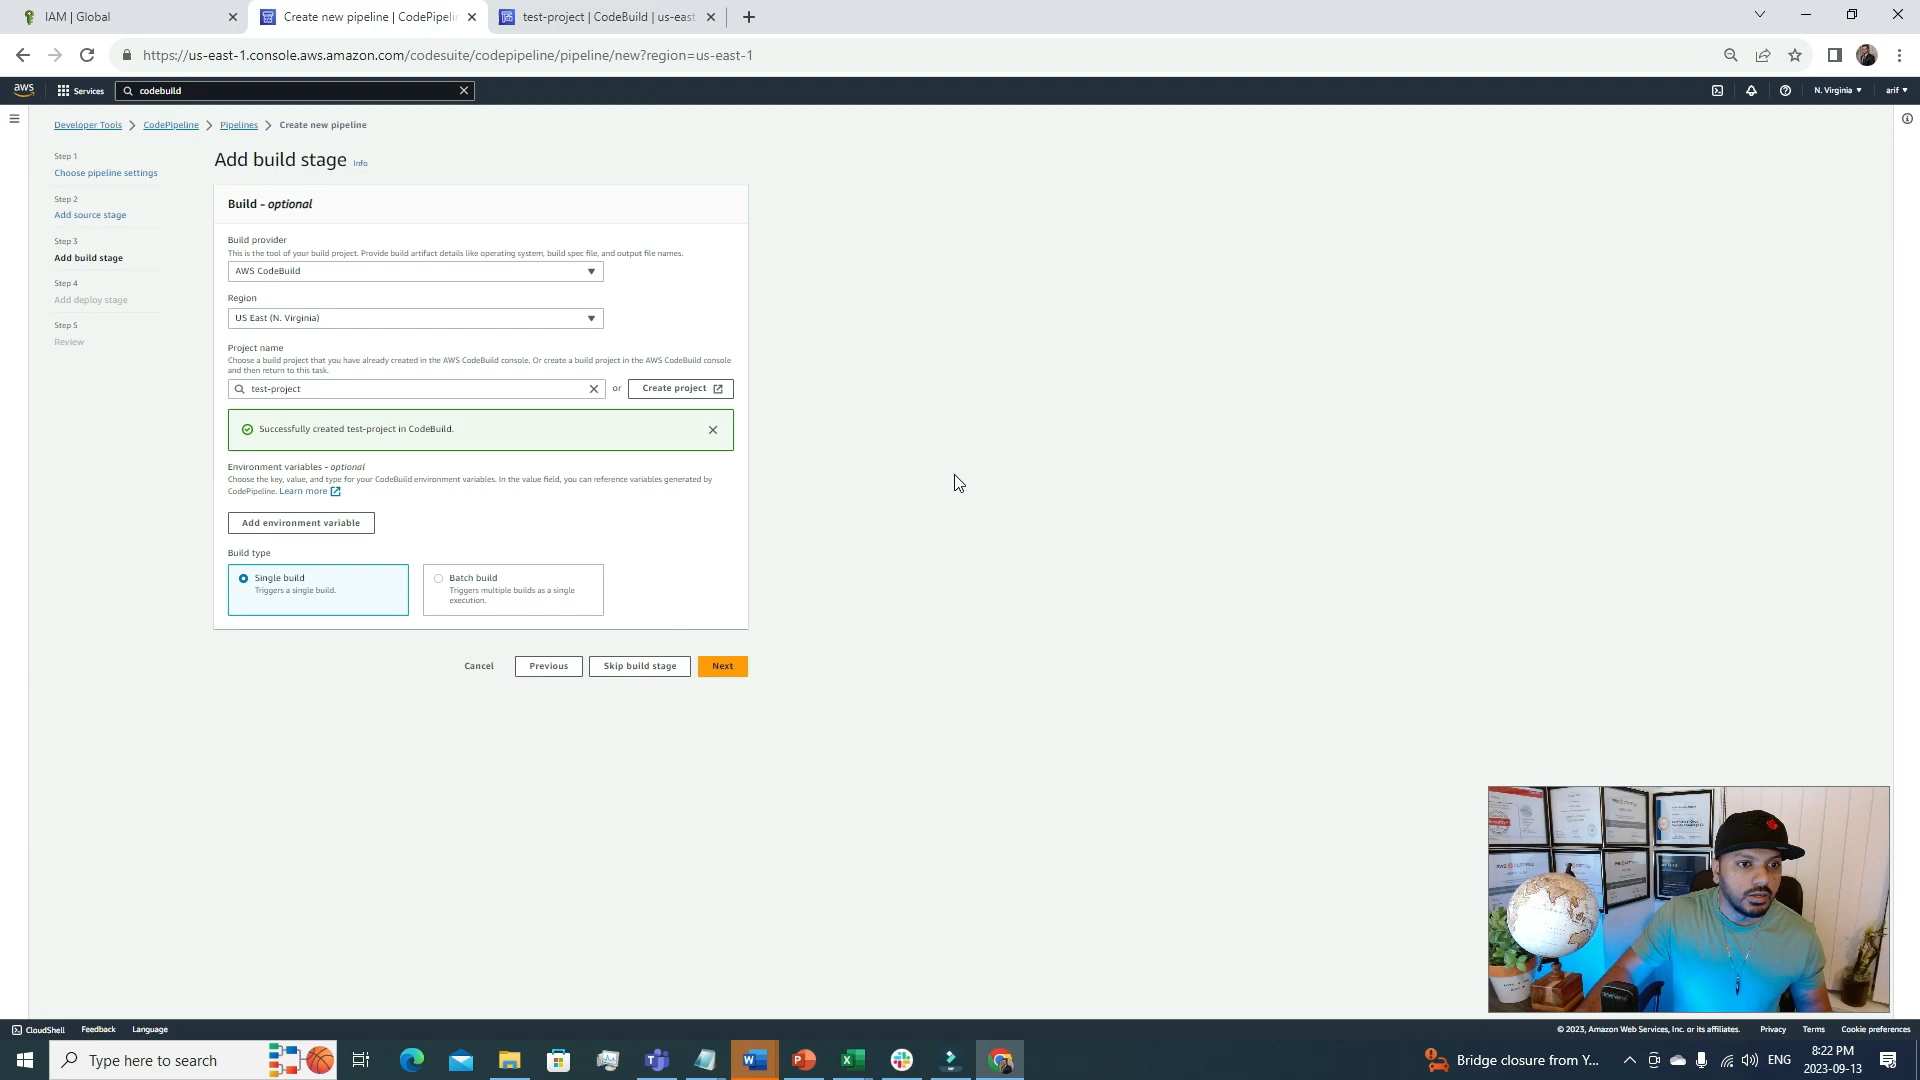 IAM | Global
Create new pipeline | CodePipelin
test-project | CodeBuild | us-east
https://us-east-1.console.aws.amazon.com/codesuite/codepipeline/pipeline/new?region=us-east-1
aws
Services
codebuild
N. Virginia
arif
Developer Tools
CodePipeline
Pipelines
Create new pipeline
Step 1
Choose pipeline settings
Step 2
Add source stage
Step 3
Add build stage
Step 4
Add deploy stage
Step 5
Review
Add build stage Info
Build - optional
Build provider
This is the tool of your build project. Provide build artifact details like operating system, build spec file, and output file names.
AWS CodeBuild
Region
US East (N. Virginia)
Project name
Choose a build project that you have already created in the AWS CodeBuild console. Or create a build project in the AWS CodeBuild console
and then return to this task.
test-project
or
Create project
Successfully created test-project in CodeBuild.
Environment variables - optional
Choose the key, value, and type for your CodeBuild environment variables. In the value field, you can reference variables generated by
CodePipeline. Learn more
Add environment variable
Build type
Single build
Triggers a single build.
Batch build
Triggers multiple builds as a single
execution.
Cancel
Previous
Skip build stage
Next
CloudShell
Feedback
Language
© 2023, Amazon Web Services, Inc. or its affiliates.
Privacy
Terms
Cookie preferences
Type here to search
Bridge closure from Y...
ENG
8:22 PM
2023-09-13